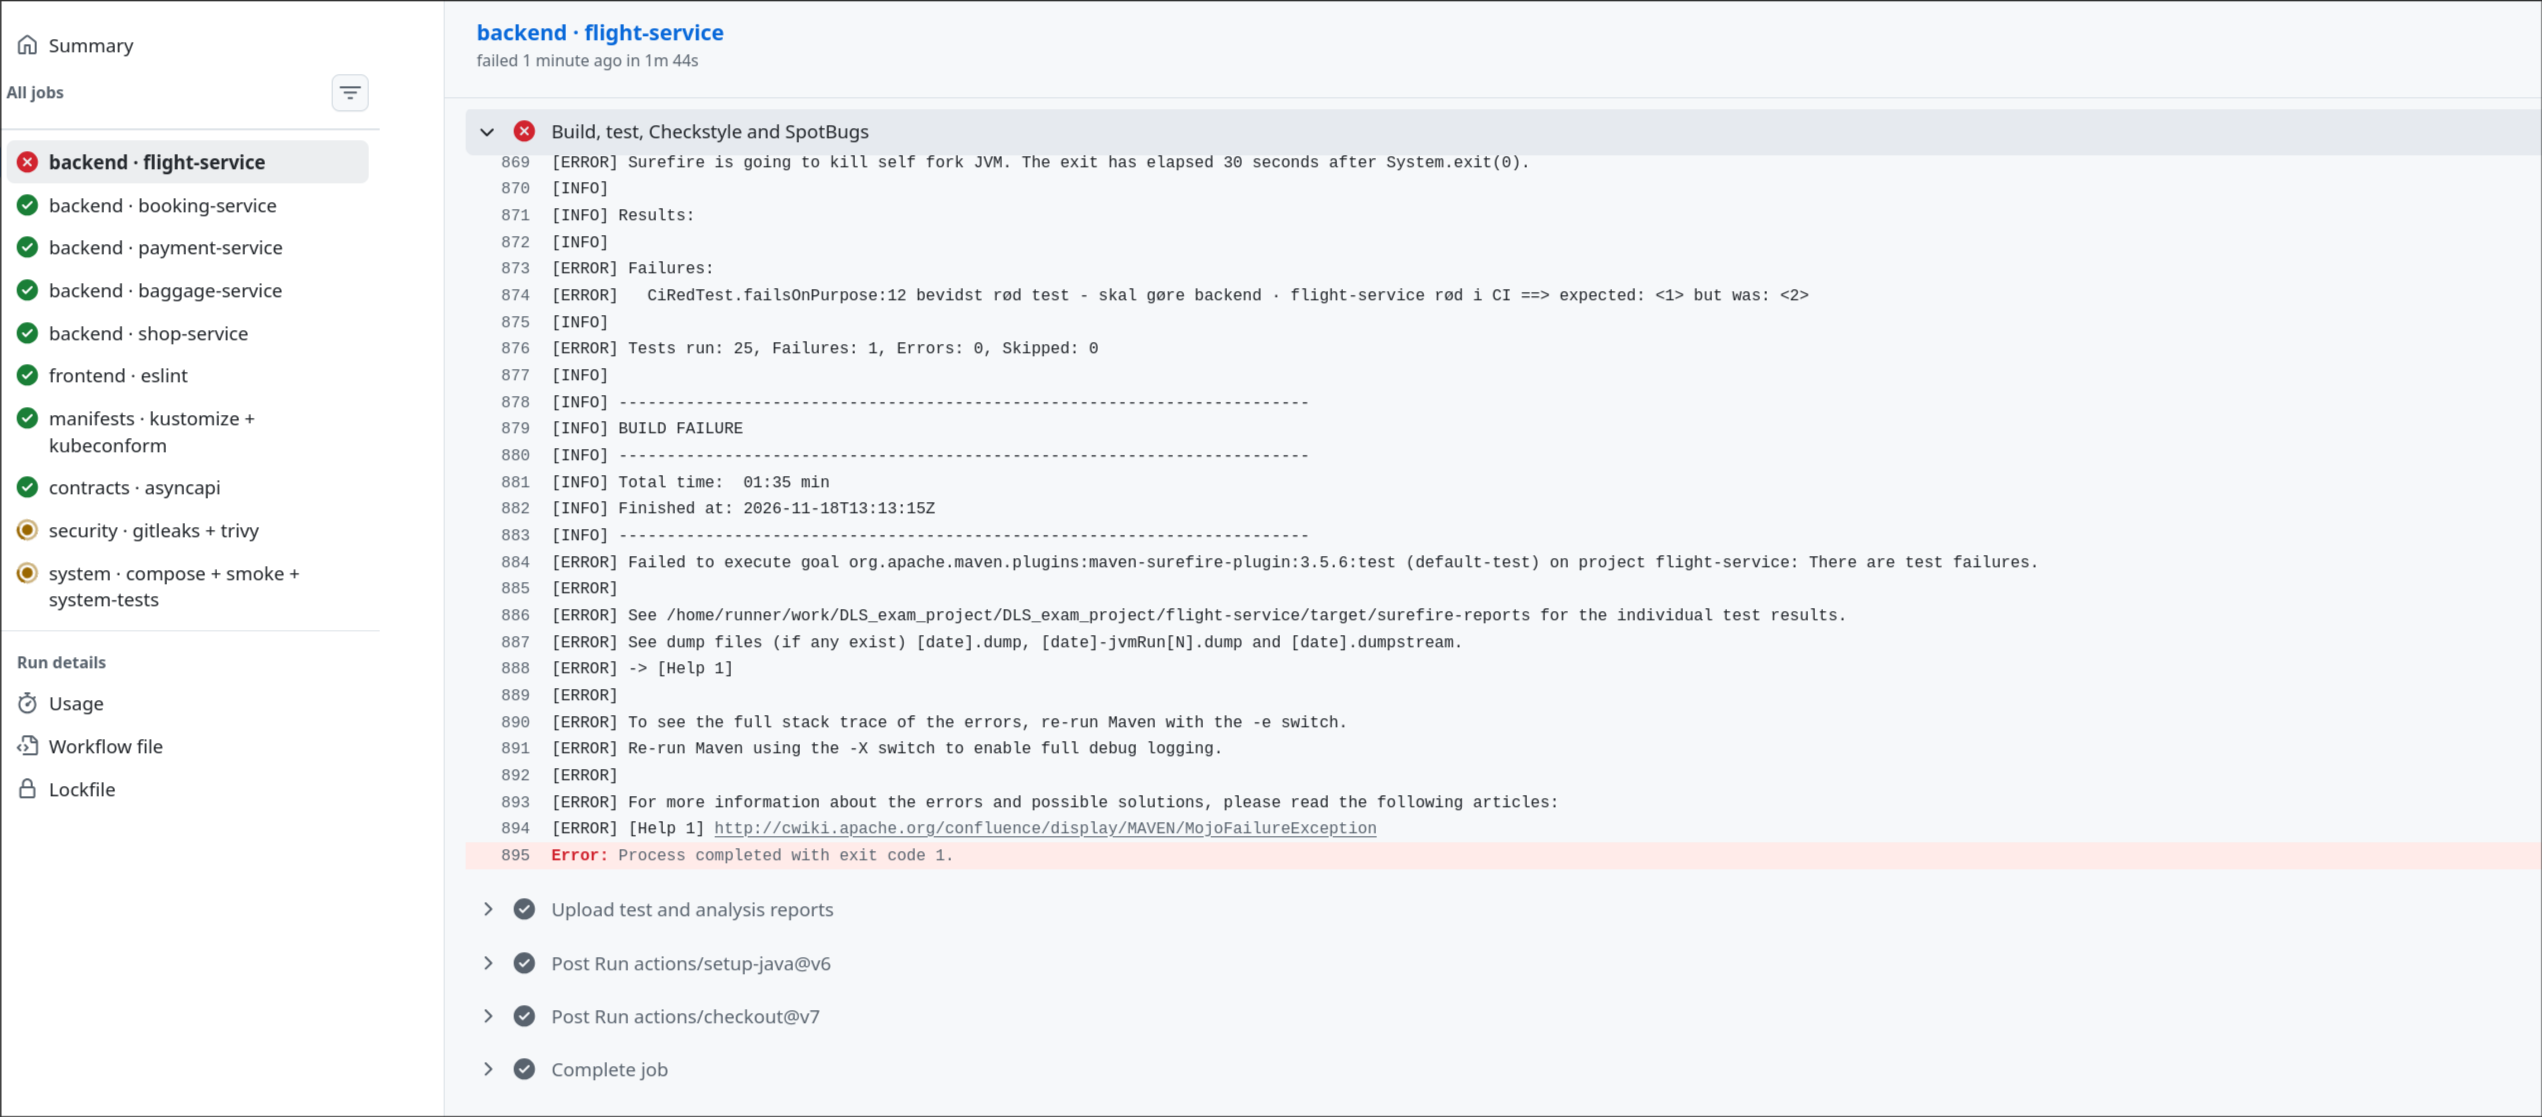 Summary
All jobs
backend · flight-service
backend · booking-service
backend · payment-service
backend · baggage-service
backend · shop-service
frontend · eslint
manifests · kustomize +
kubeconform
contracts · asyncapi
security · gitleaks + trivy
system · compose + smoke +
system-tests
Run details
Usage
Workflow file
Lockfile
backend · flight-service
failed 1 minute ago in 1m 44s
Build, test, Checkstyle and SpotBugs
869 [ERROR] Surefire is going to kill self fork JVM. The exit has elapsed 30 seconds after System.exit(0).
870 [INFO]
871 [INFO] Results:
872 [INFO]
873 [ERROR] Failures:
874 [ERROR]   CiRedTest.failsOnPurpose:12 bevidst rød test - skal gøre backend · flight-service rød i CI ==> expected: <1> but was: <2>
875 [INFO]
876 [ERROR] Tests run: 25, Failures: 1, Errors: 0, Skipped: 0
877 [INFO]
878 [INFO] ------------------------------------------------------------------------
879 [INFO] BUILD FAILURE
880 [INFO] ------------------------------------------------------------------------
881 [INFO] Total time:  01:35 min
882 [INFO] Finished at: 2026-11-18T13:13:15Z
883 [INFO] ------------------------------------------------------------------------
884 [ERROR] Failed to execute goal org.apache.maven.plugins:maven-surefire-plugin:3.5.6:test (default-test) on project flight-service: There are test failures.
885 [ERROR]
886 [ERROR] See /home/runner/work/DLS_exam_project/DLS_exam_project/flight-service/target/surefire-reports for the individual test results.
887 [ERROR] See dump files (if any exist) [date].dump, [date]-jvmRun[N].dump and [date].dumpstream.
888 [ERROR] -> [Help 1]
889 [ERROR]
890 [ERROR] To see the full stack trace of the errors, re-run Maven with the -e switch.
891 [ERROR] Re-run Maven using the -X switch to enable full debug logging.
892 [ERROR]
893 [ERROR] For more information about the errors and possible solutions, please read the following articles:
894 [ERROR] [Help 1] http://cwiki.apache.org/confluence/display/MAVEN/MojoFailureException
895 Error: Process completed with exit code 1.
Upload test and analysis reports
Post Run actions/setup-java@v6
Post Run actions/checkout@v7
Complete job